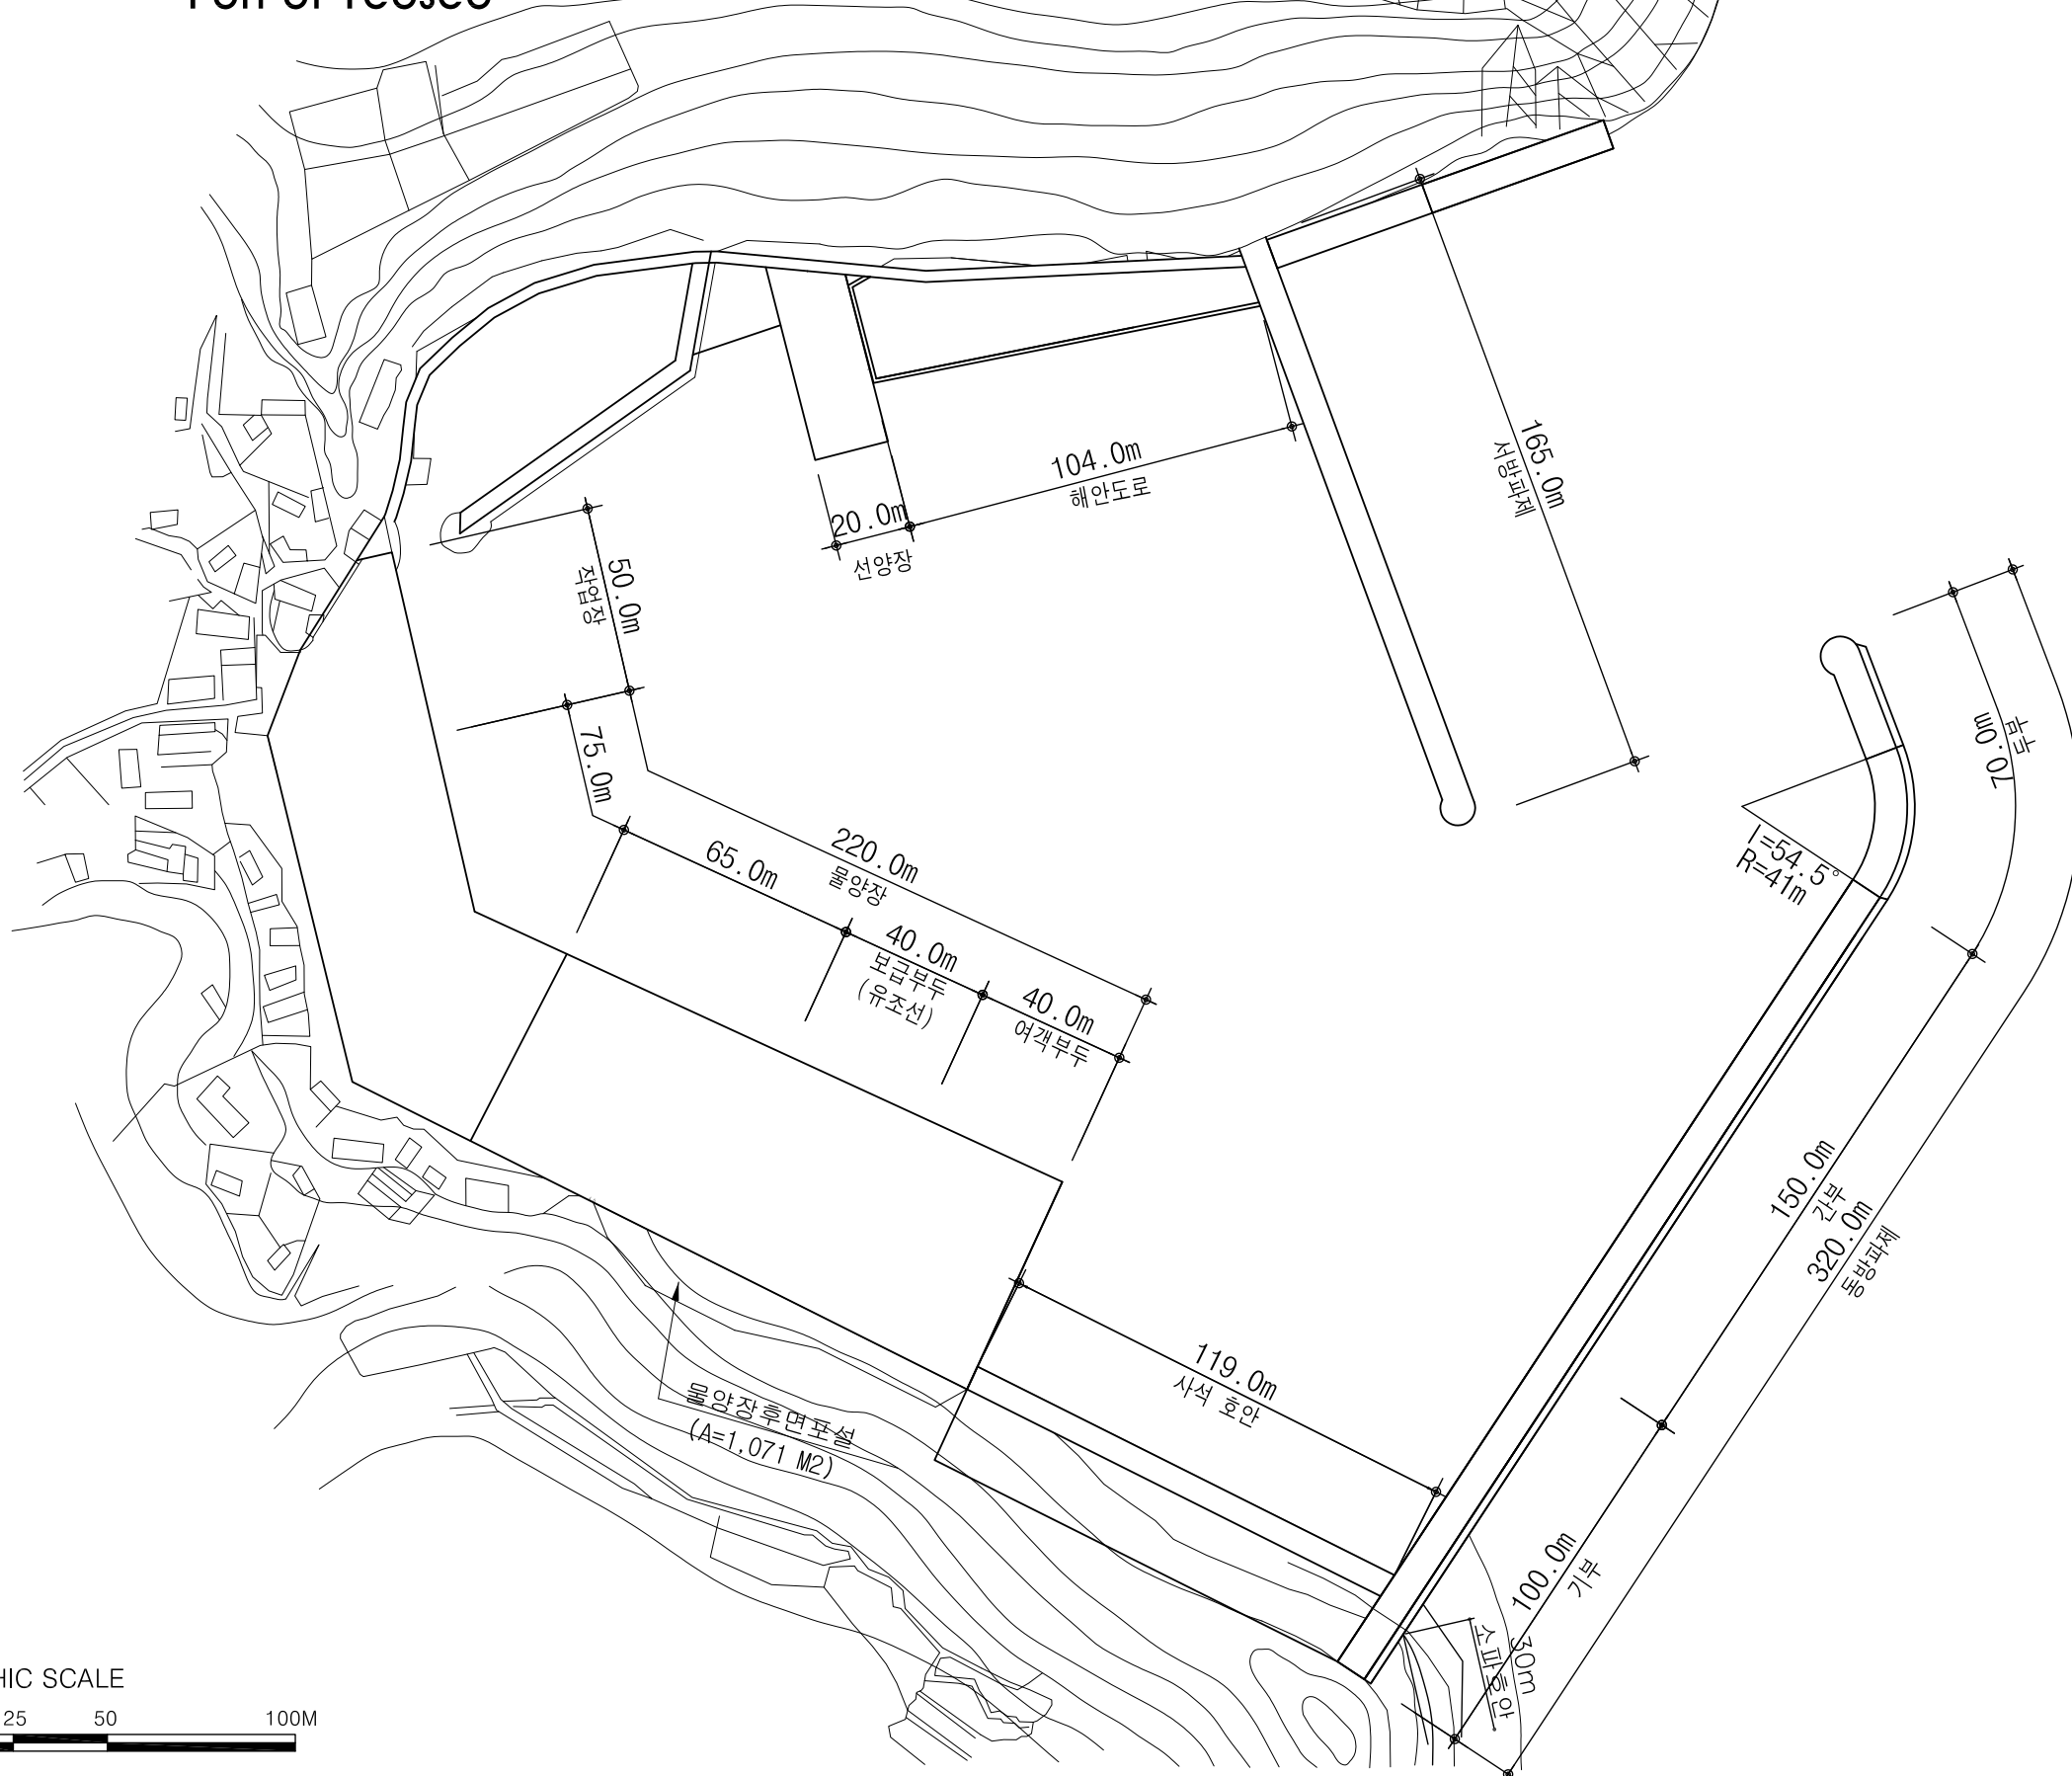 165.0m
서방파제
104.0m
해안도로
20.0m
선양장
50.0m
작업장
75.0m
70.0m
220.0m
물양장
65.0m
I=54.5°
R=41m
40.0m
보급부두
(유조선)
40.0m
여객부두
150.0m
간부
320.0m
동방파제
119.0m
사석 호안
물양장후면포설
(A=1,071 M2)
100.0m
기부
30m
HIC SCALE
25 50 100M